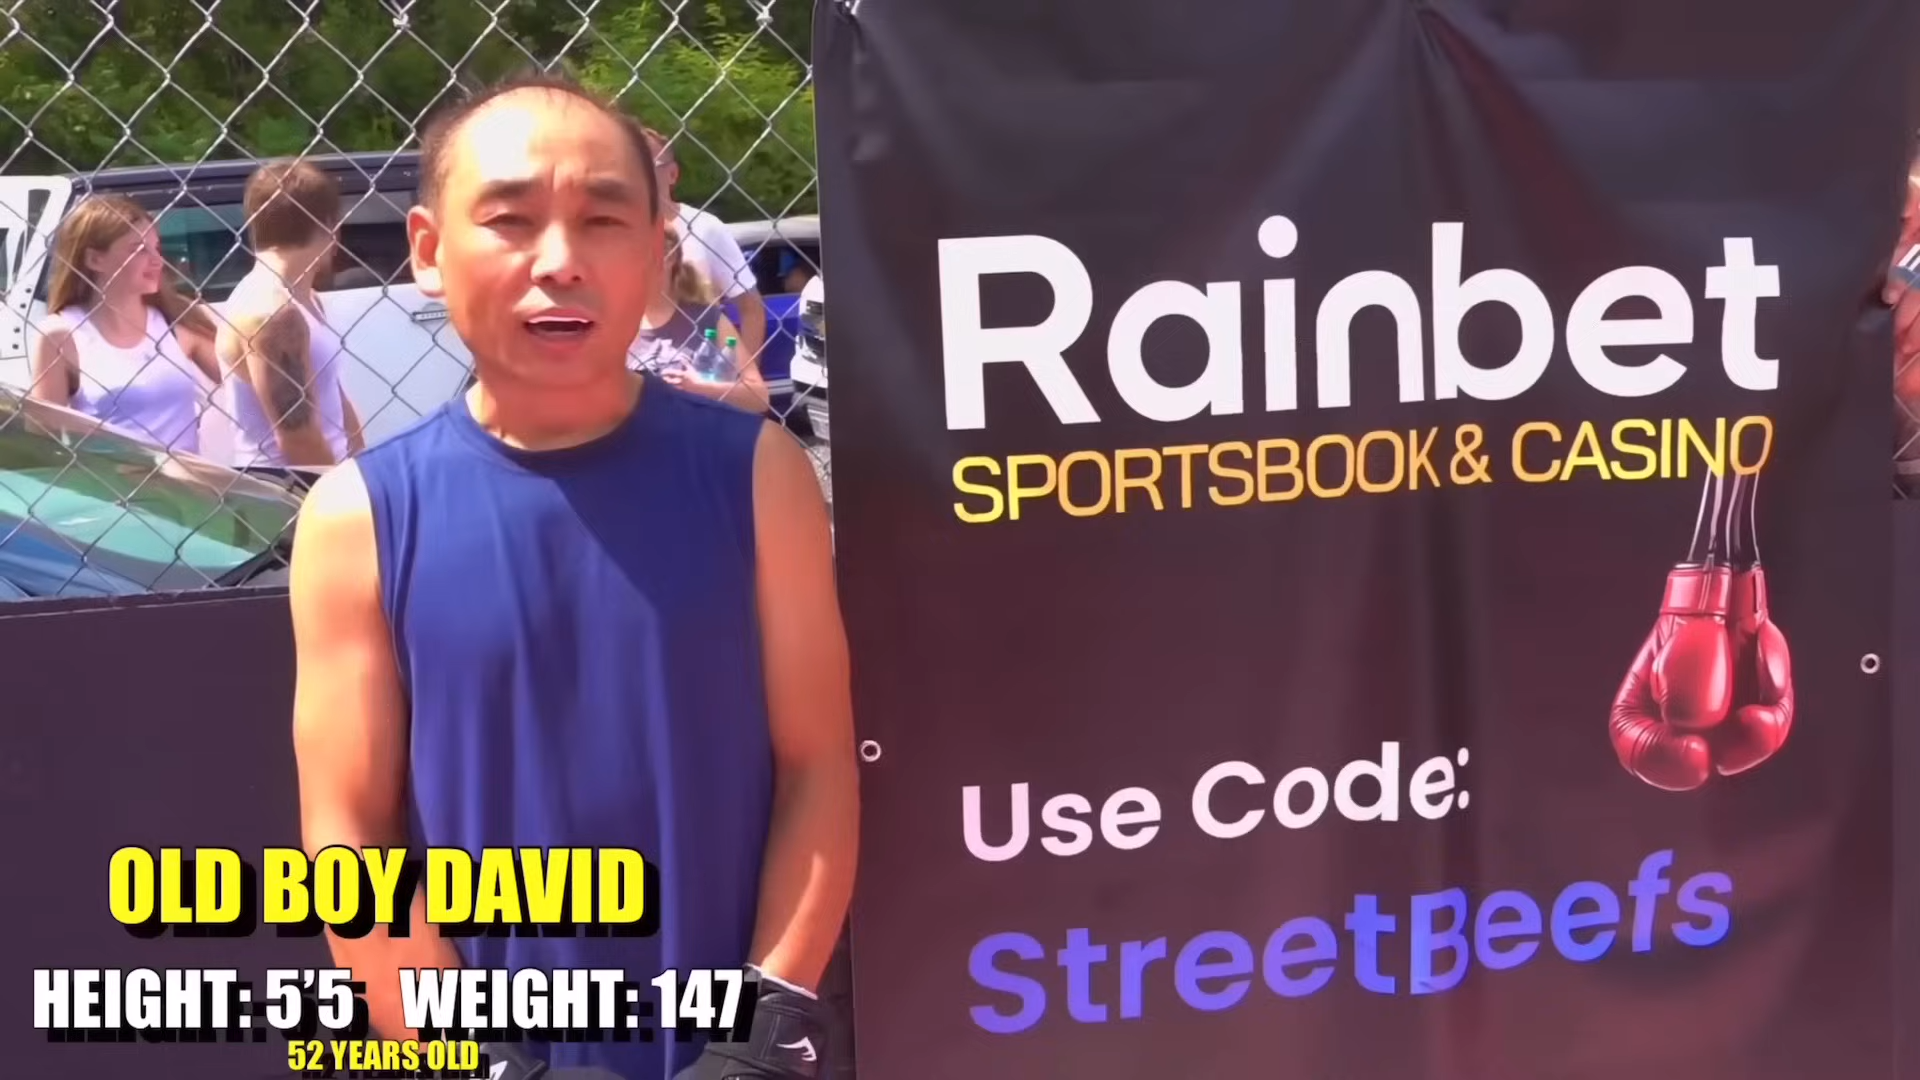 Rainbet
SPORTSBOOK & CASINO
Use Code:
StreetBeefs
OLD BOY DAVID
HEIGHT: 5'5 WEIGHT: 147
52 YEARS OLD